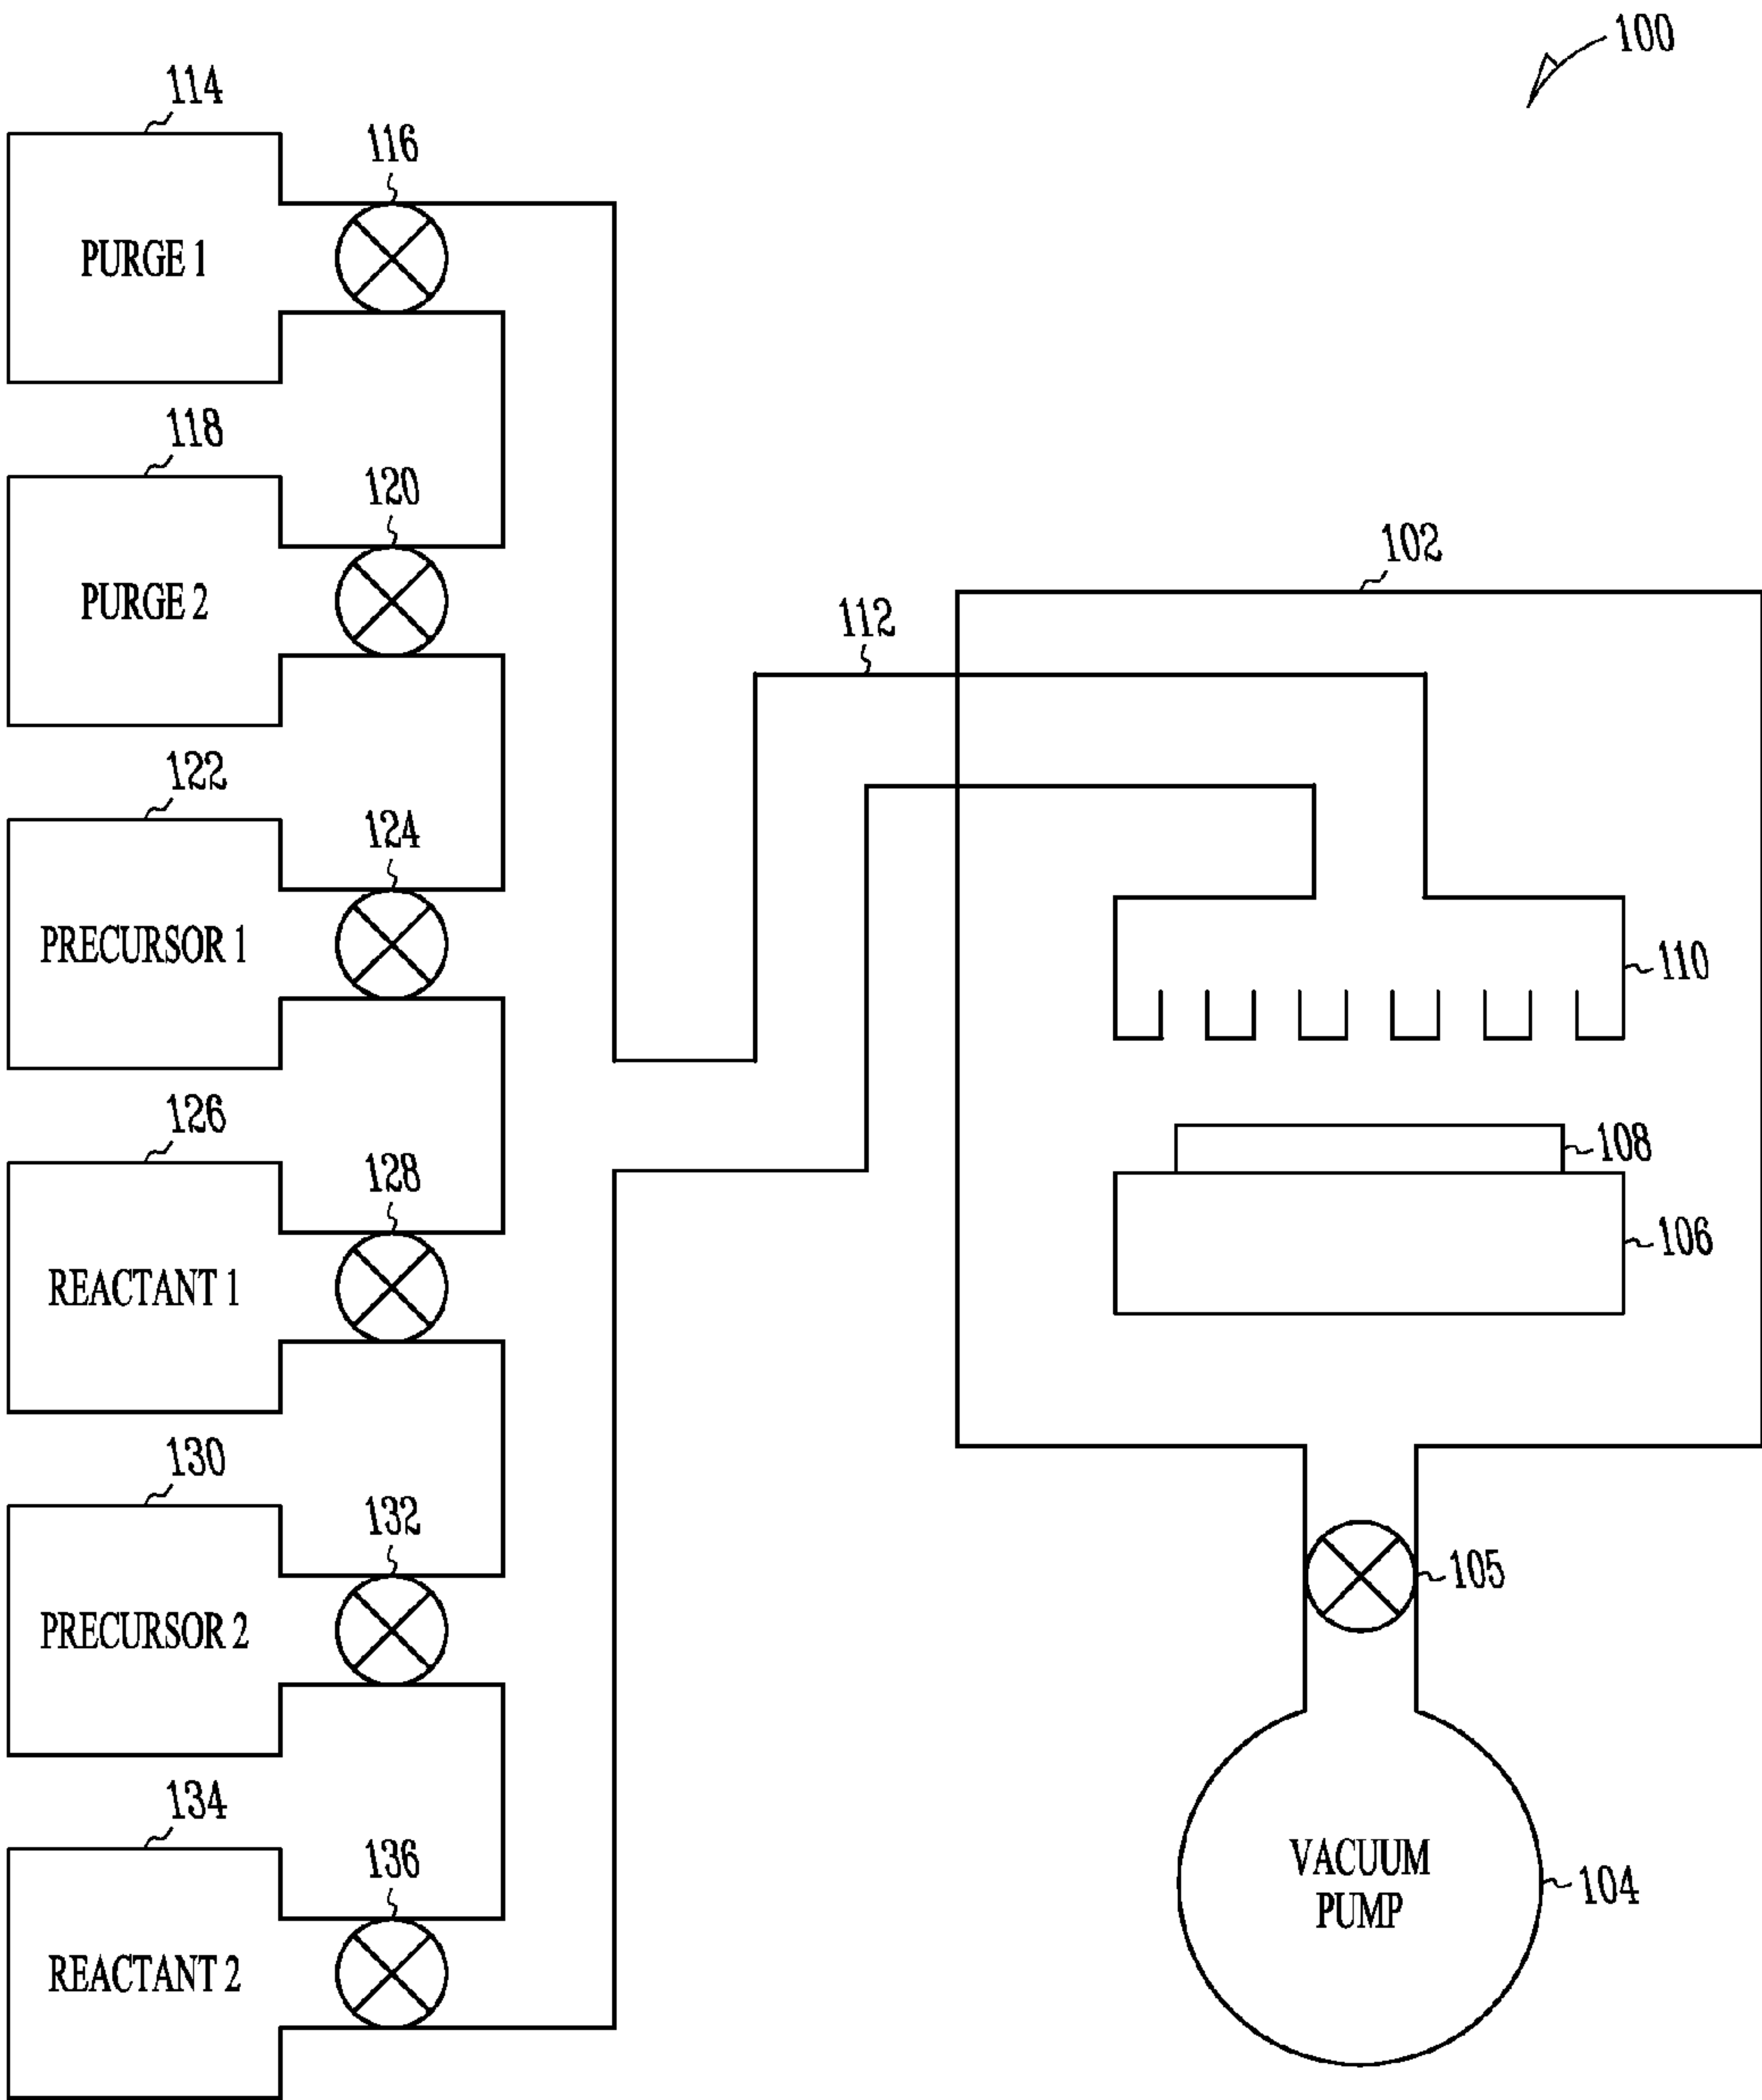 100
114
116
PURGE 1
118
120
PURGE 2
102
112
122
124
PRECURSOR 1
110
126
128
REACTANT 1
108
106
130
132
PRECURSOR 2
105
134
136
REACTANT 2
VACUUM
PUMP
104